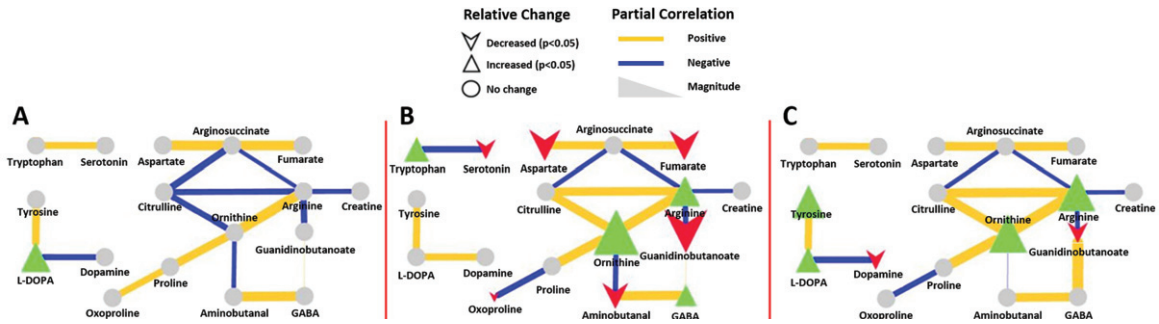 Relative Change Partial Correlation
Decreased (p<0.05) Positive
Increased (p<0.05) Negative
No change Magnitude
A
Arginosuccinate
Tryptophan Serotonin Aspartate Fumarate
Tyrosine Citrulline Ornithine Arginine Creatine
L-DOPA Dopamine Guanidinobutanoate
Proline
Oxoproline Aminobutanal GABA
B
Arginosuccinate
Tryptophan Serotonin Aspartate Fumarate
Tyrosine Citrulline Arginine Creatine
L-DOPA Dopamine Ornithine Guanidinobutanoate
Proline
Oxoproline Aminobutanal GABA
C
Arginosuccinate
Tryptophan Serotonin Aspartate Fumarate
Tyrosine Citrulline Ornithine Arginine Creatine
L-DOPA Dopamine Guanidinobutanoate
Proline
Oxoproline Aminobutanal GABA